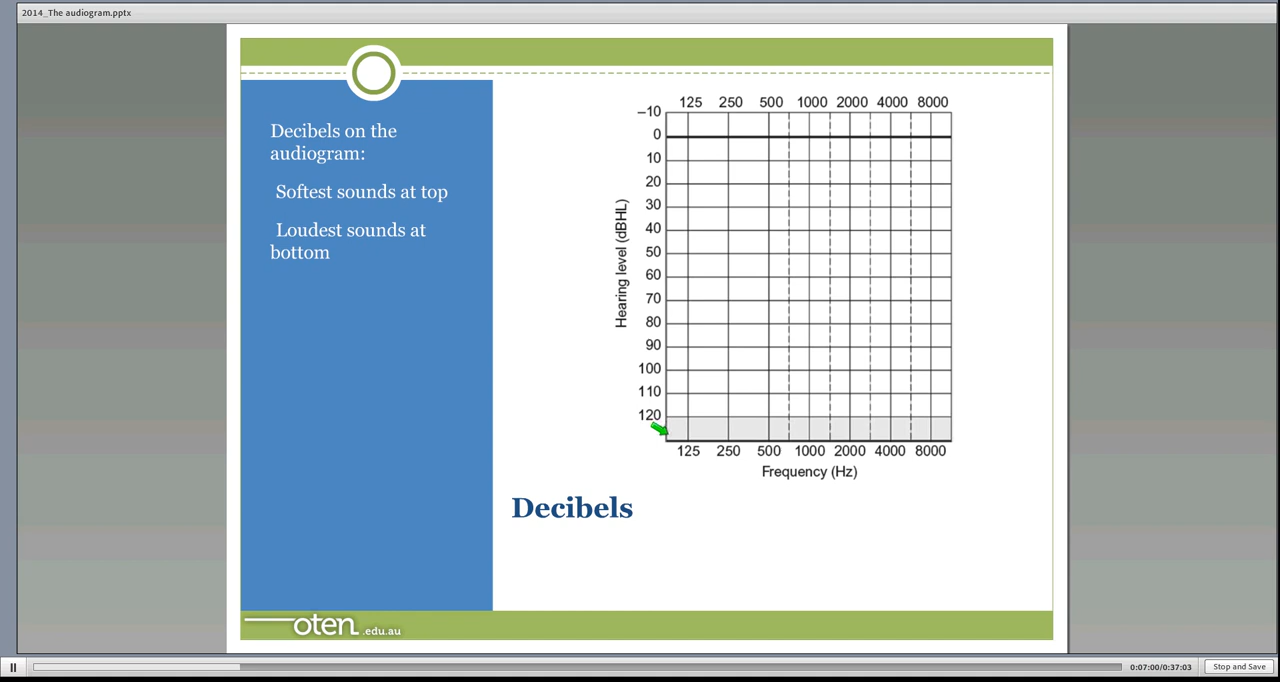 2014_The audiogram.pptx
Decibels on the
audiogram:
Softest sounds at top
Loudest sounds at
bottom
125 250 500 1000 2000 4000 8000
–10
0
10
20
30
40
50
60
70
80
90
100
110
120
Hearing level (dBHL)
125 250 500 1000 2000 4000 8000
Frequency (Hz)
Decibels
oten.edu.au
0:07:00/0:37:03
Stop and Save